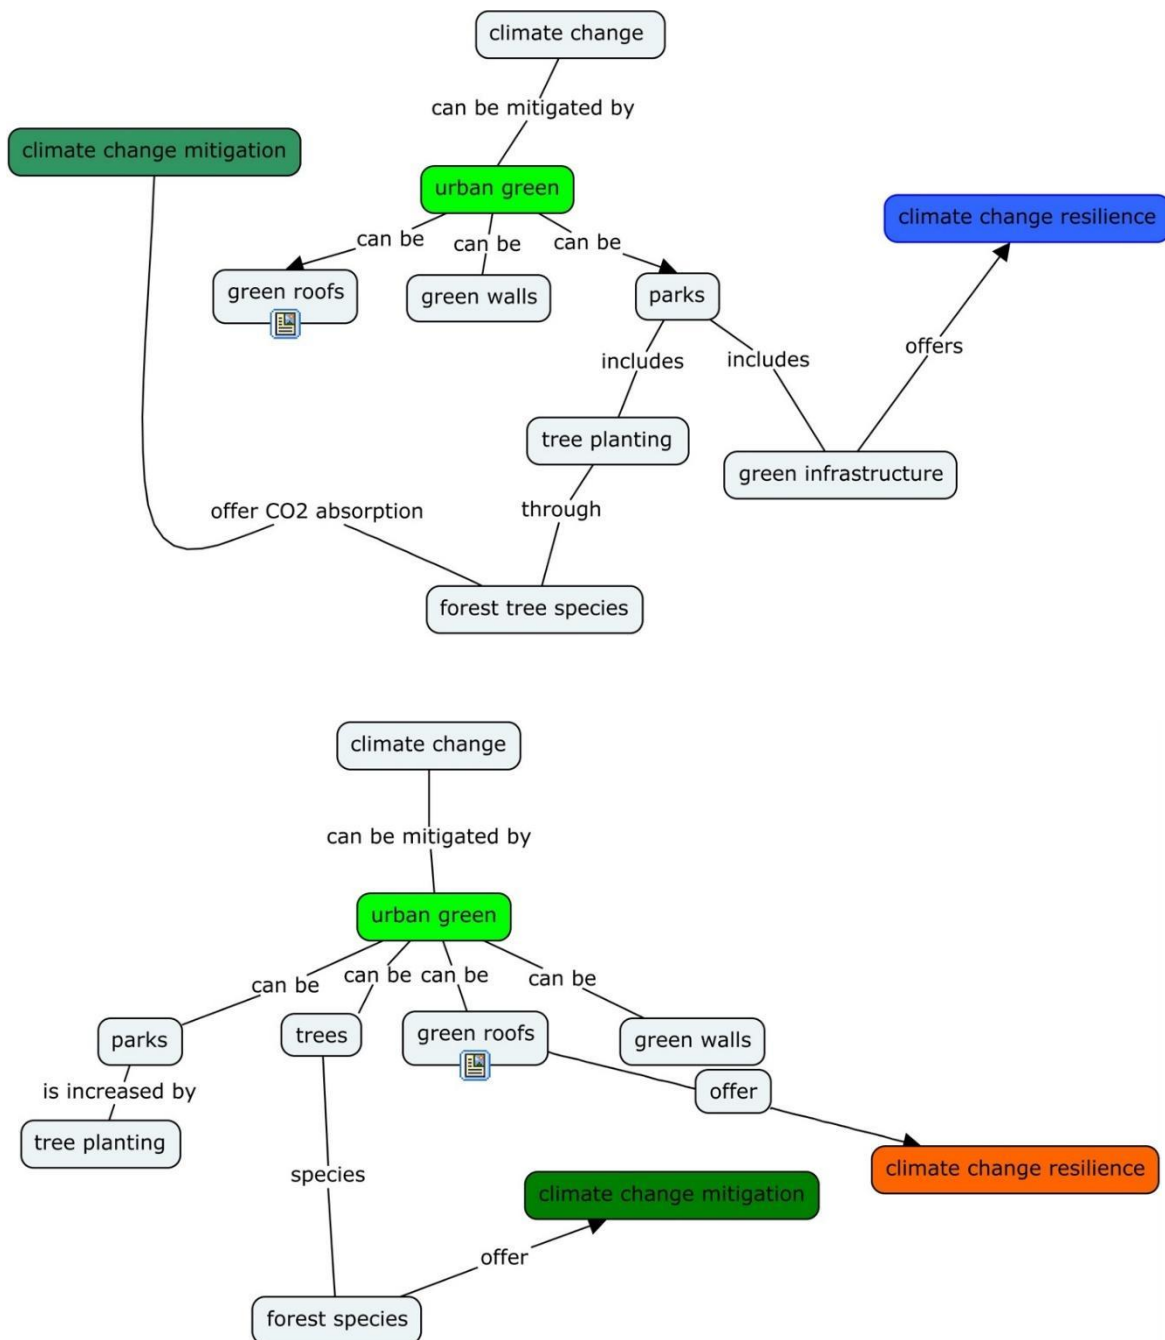 climate change
can be mitigated by
climate change mitigation
urban green
climate change resilience
can be
can be
can be
green roofs
green walls
parks
includes
includes
offers
tree planting
green infrastructure
offer CO2 absorption
through
forest tree species
climate change
can be mitigated by
urban green
can be
can be
can be
can be
parks
trees
green roofs
green walls
is increased by
offer
tree planting
climate change resilience
species
climate change mitigation
offer
forest species